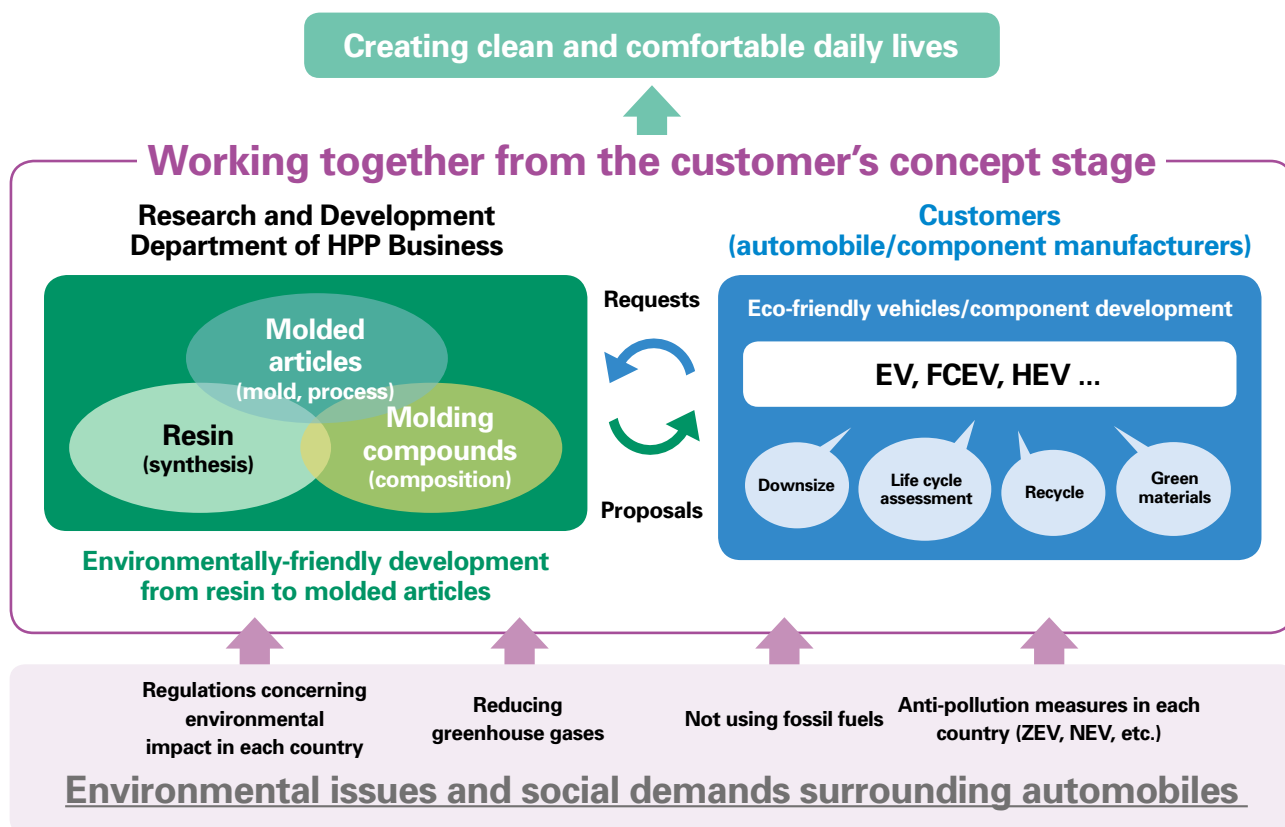 Creating clean and comfortable daily lives
Working together from the customer's concept stage
Research and Development
Department of HPP Business
Molded
articles
(mold, process)
Resin
(synthesis)
Molding
compounds
(composition)
Environmentally-friendly development
from resin to molded articles
Requests
Proposals
Customers
(automobile/component manufacturers)
Eco-friendly vehicles/component development
EV, FCEV, HEV ...
Downsize
Life cycle
assessment
Recycle
Green
materials
Regulations concerning
environmental
impact in each country
Reducing
greenhouse gases
Not using fossil fuels
Anti-pollution measures in each
country (ZEV, NEV, etc.)
Environmental issues and social demands surrounding automobiles